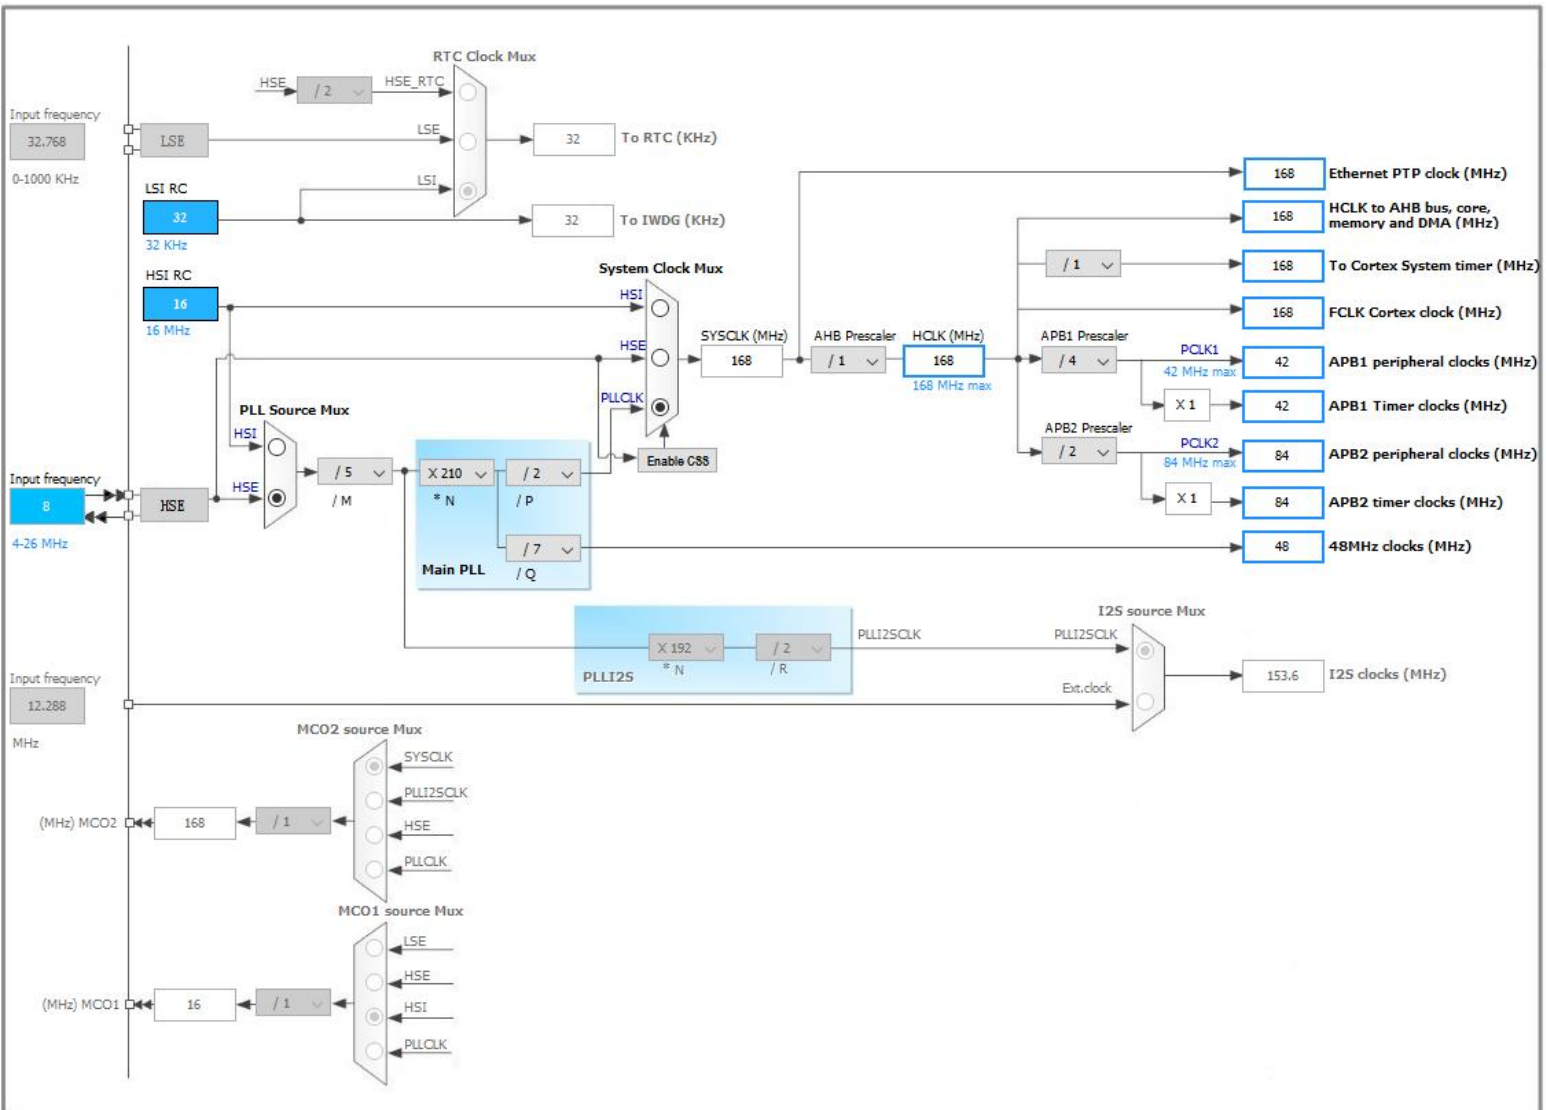 RTC Clock Mux
HSE
/ 2
HSE_RTC
Input frequency
32.768
0-1000 KHz
LSE
LSE
32
To RTC (KHz)
LSI RC
32
32 KHz
LSI
32
To IWDG (KHz)
HSI RC
16
16 MHz
System Clock Mux
HSI
HSE
PLLCLK
Enable CSS
SYSCLK (MHz)
168
AHB Prescaler
/ 1
HCLK (MHz)
168
168 MHz max
168
Ethernet PTP clock (MHz)
168
HCLK to AHB bus, core,
memory and DMA (MHz)
/ 1
168
To Cortex System timer (MHz)
168
FCLK Cortex clock (MHz)
APB1 Prescaler
/ 4
PCLK1
42 MHz max
42
APB1 peripheral clocks (MHz)
X 1
42
APB1 Timer clocks (MHz)
APB2 Prescaler
/ 2
PCLK2
84 MHz max
84
APB2 peripheral clocks (MHz)
X 1
84
APB2 timer clocks (MHz)
48
48MHz clocks (MHz)
PLL Source Mux
HSI
HSE
Input frequency
8
4-26 MHz
HSE
/ 5
/ M
X 210
* N
/ 2
/ P
/ 7
/ Q
Main PLL
X 192
* N
/ 2
/ R
PLLI2S
PLLI2SCLK
I2S source Mux
PLLI2SCLK
Ext.clock
153.6
I2S clocks (MHz)
Input frequency
12.288
MHz
MCO2 source Mux
SYSCLK
PLLI2SCLK
HSE
PLLCLK
(MHz) MCO2
168
/ 1
MCO1 source Mux
LSE
HSE
HSI
PLLCLK
(MHz) MCO1
16
/ 1